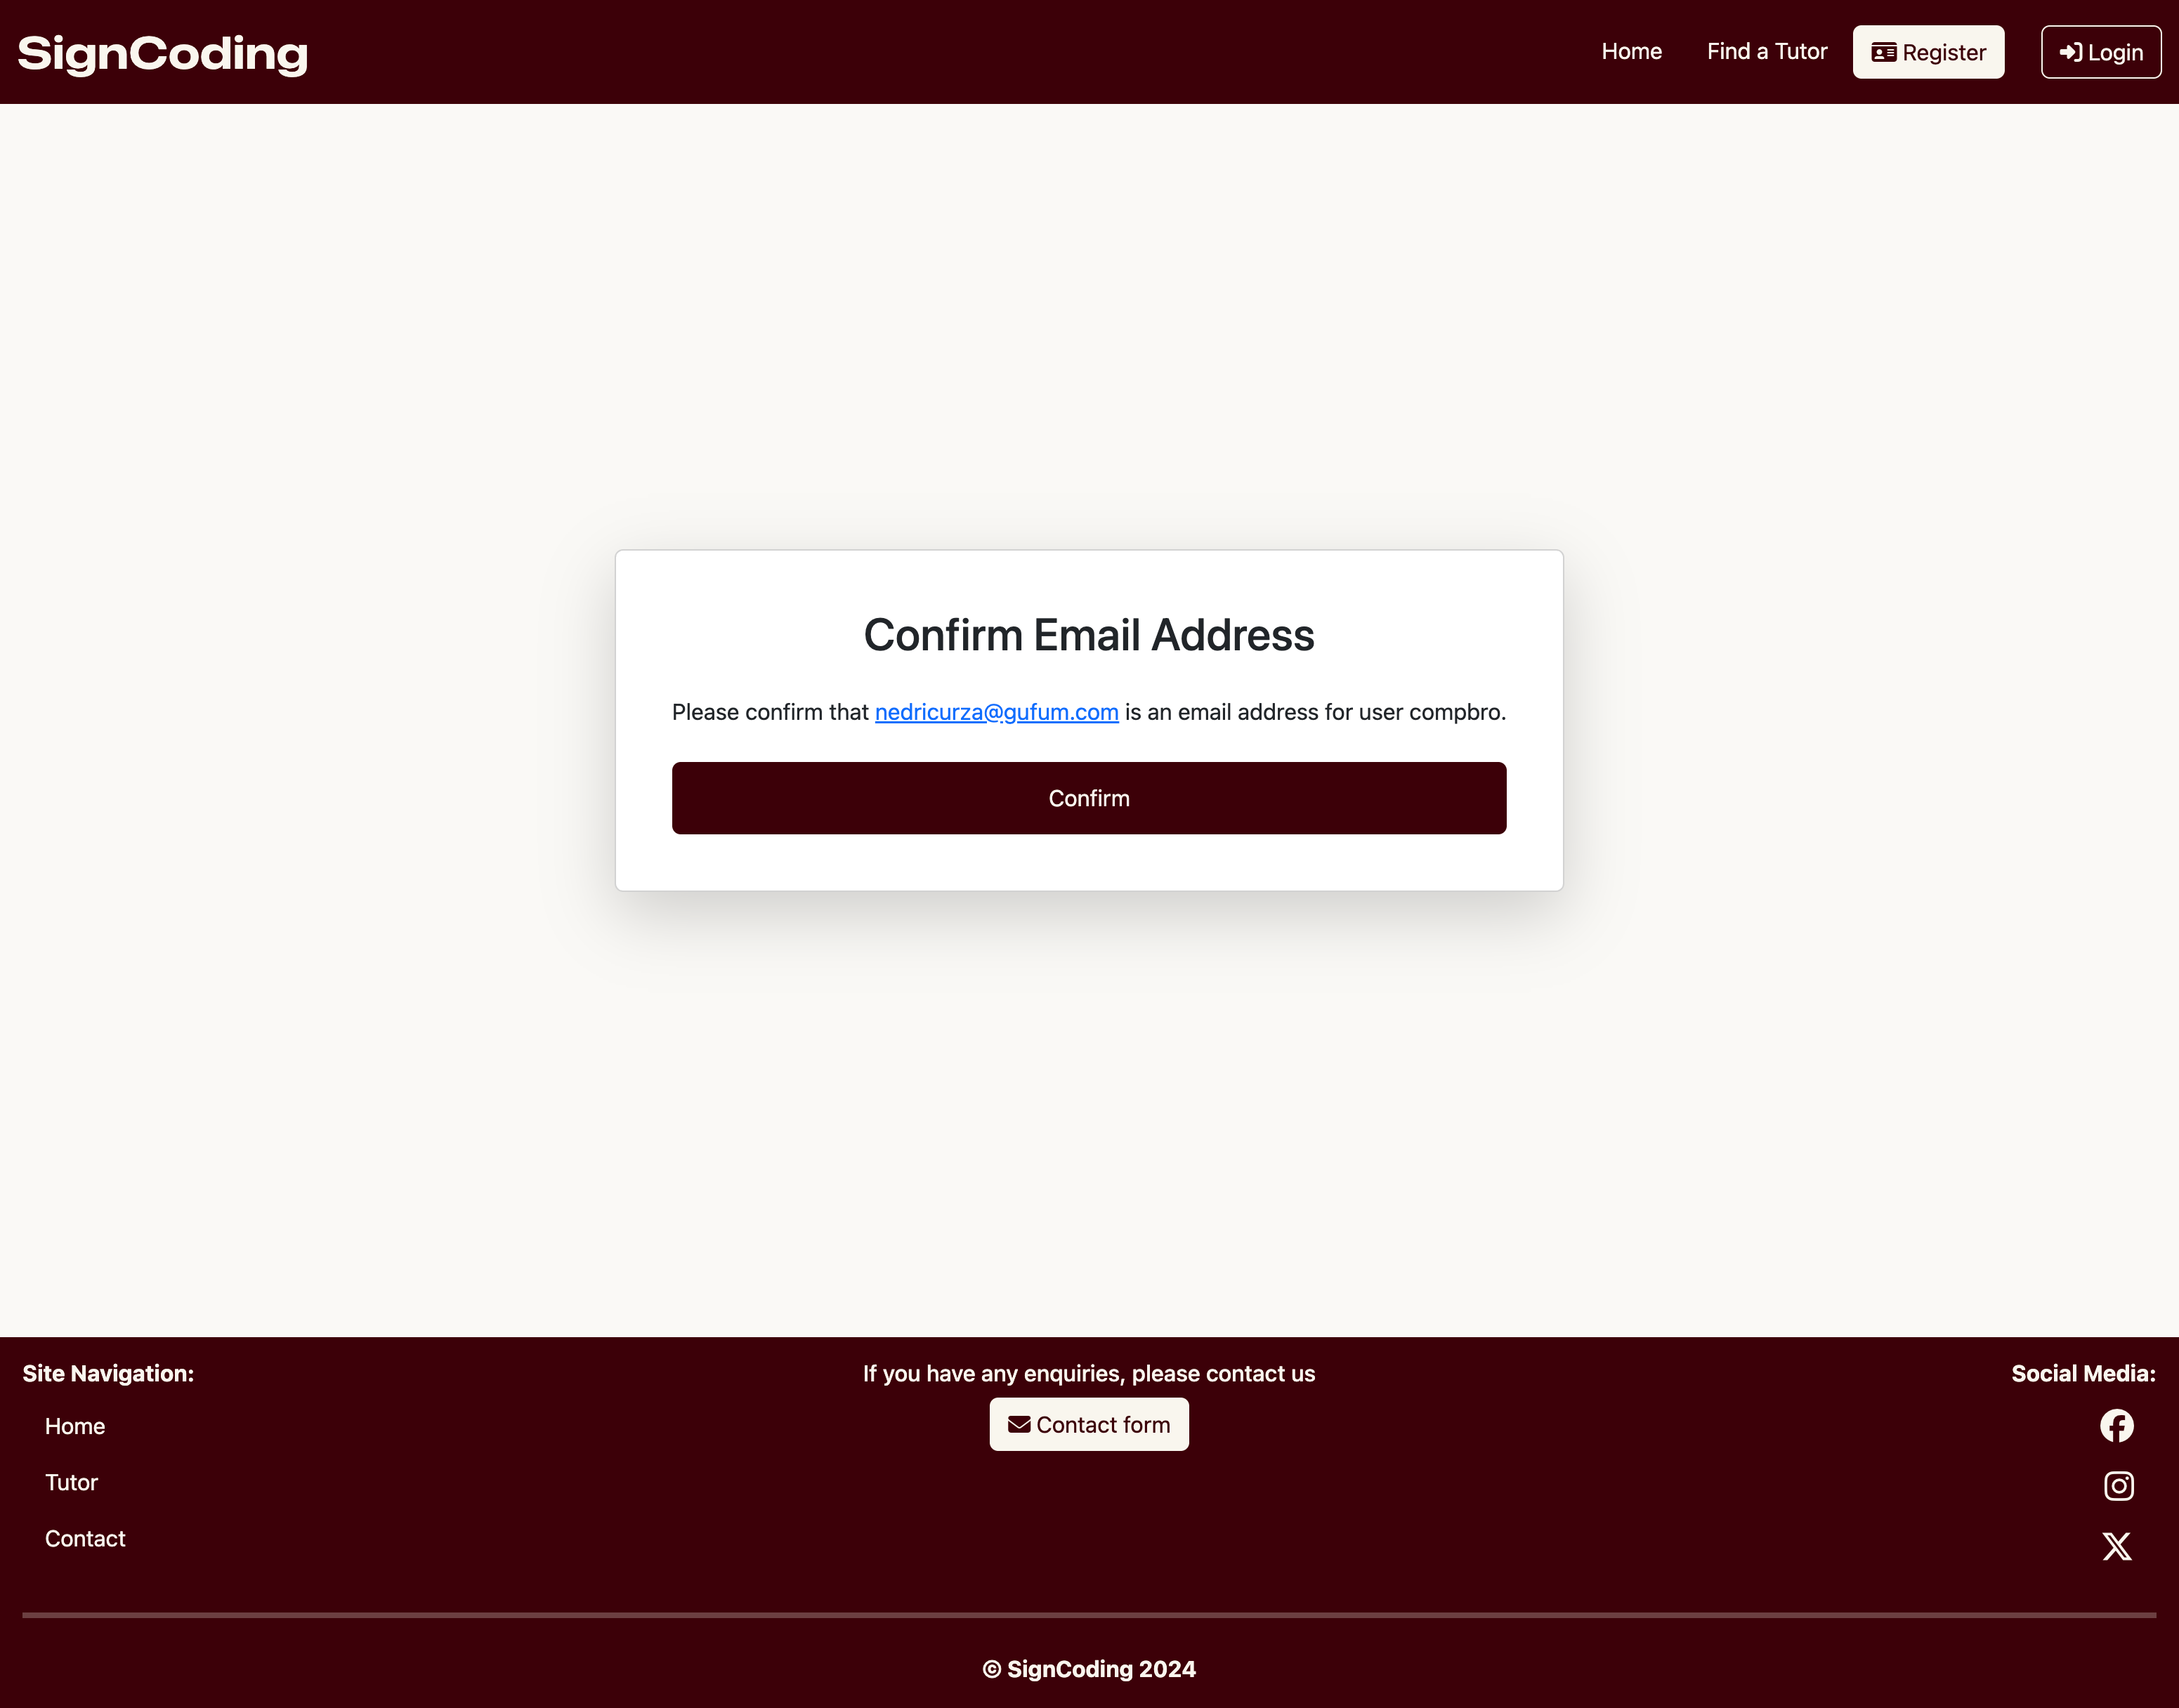 SignCoding
Home
Find a Tutor
Register
Login
Confirm Email Address
Please confirm that nedricurza@gufum.com is an email address for user compbro.
Confirm
Site Navigation:
Home
Tutor
Contact
If you have any enquiries, please contact us
Contact form
Social Media:
© SignCoding 2024